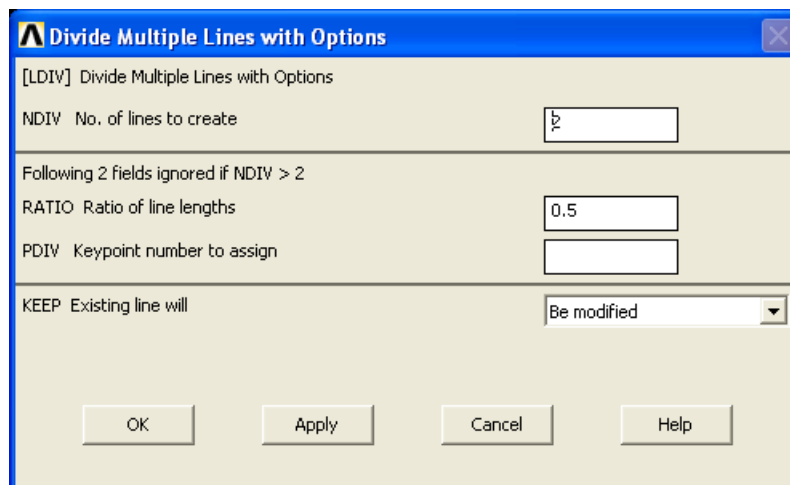 Divide Multiple Lines with Options
[LDIV] Divide Multiple Lines with Options
NDIV No. of lines to create
Following 2 fields ignored if NDIV > 2
RATIO Ratio of line lengths 0.5
PDIV Keypoint number to assign
KEEP Existing line will Be modified
OK Apply Cancel Help